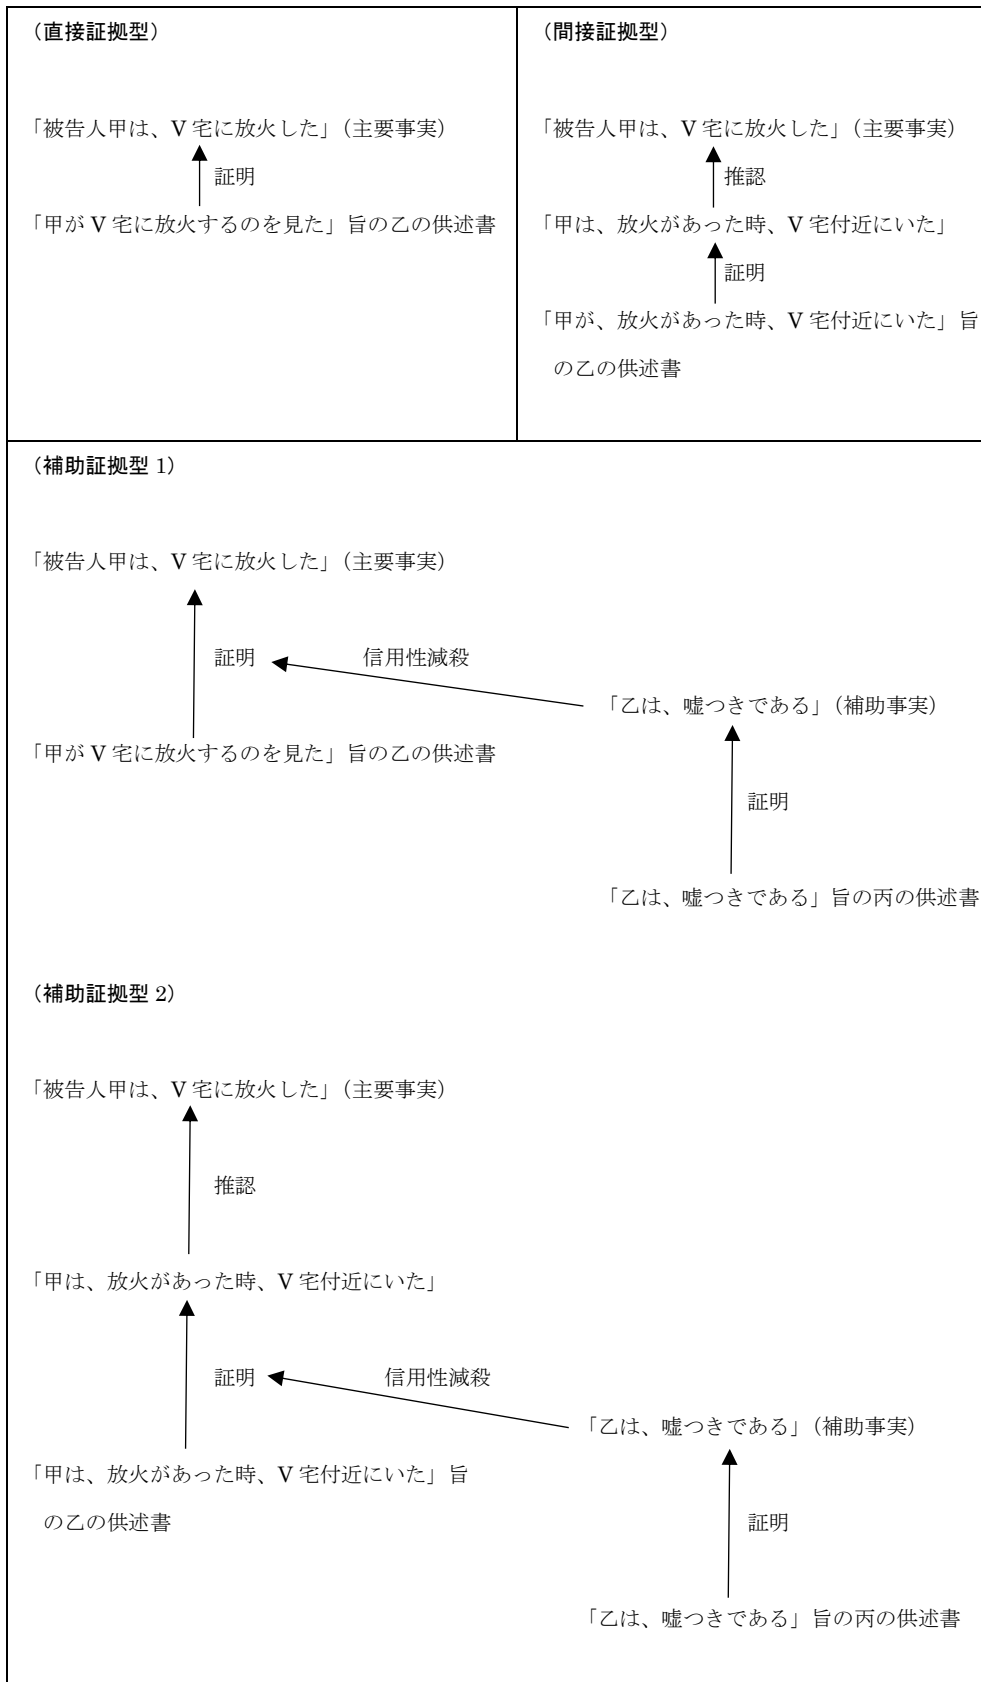 （直接証拠型）
「被告人甲は、V 宅に放火した」（主要事実）
証明
「甲が V 宅に放火するのを見た」旨の乙の供述書
（間接証拠型）
「被告人甲は、V 宅に放火した」（主要事実）
推認
「甲は、放火があった時、V 宅付近にいた」
証明
「甲が、放火があった時、V 宅付近にいた」旨
の乙の供述書
（補助証拠型 1）
「被告人甲は、V 宅に放火した」（主要事実）
証明
信用性減殺
「乙は、嘘つきである」（補助事実）
「甲が V 宅に放火するのを見た」旨の乙の供述書
証明
「乙は、嘘つきである」旨の丙の供述書
（補助証拠型 2）
「被告人甲は、V 宅に放火した」（主要事実）
推認
「甲は、放火があった時、V 宅付近にいた」
証明
信用性減殺
「乙は、嘘つきである」（補助事実）
「甲は、放火があった時、V 宅付近にいた」旨
の乙の供述書
証明
「乙は、嘘つきである」旨の丙の供述書